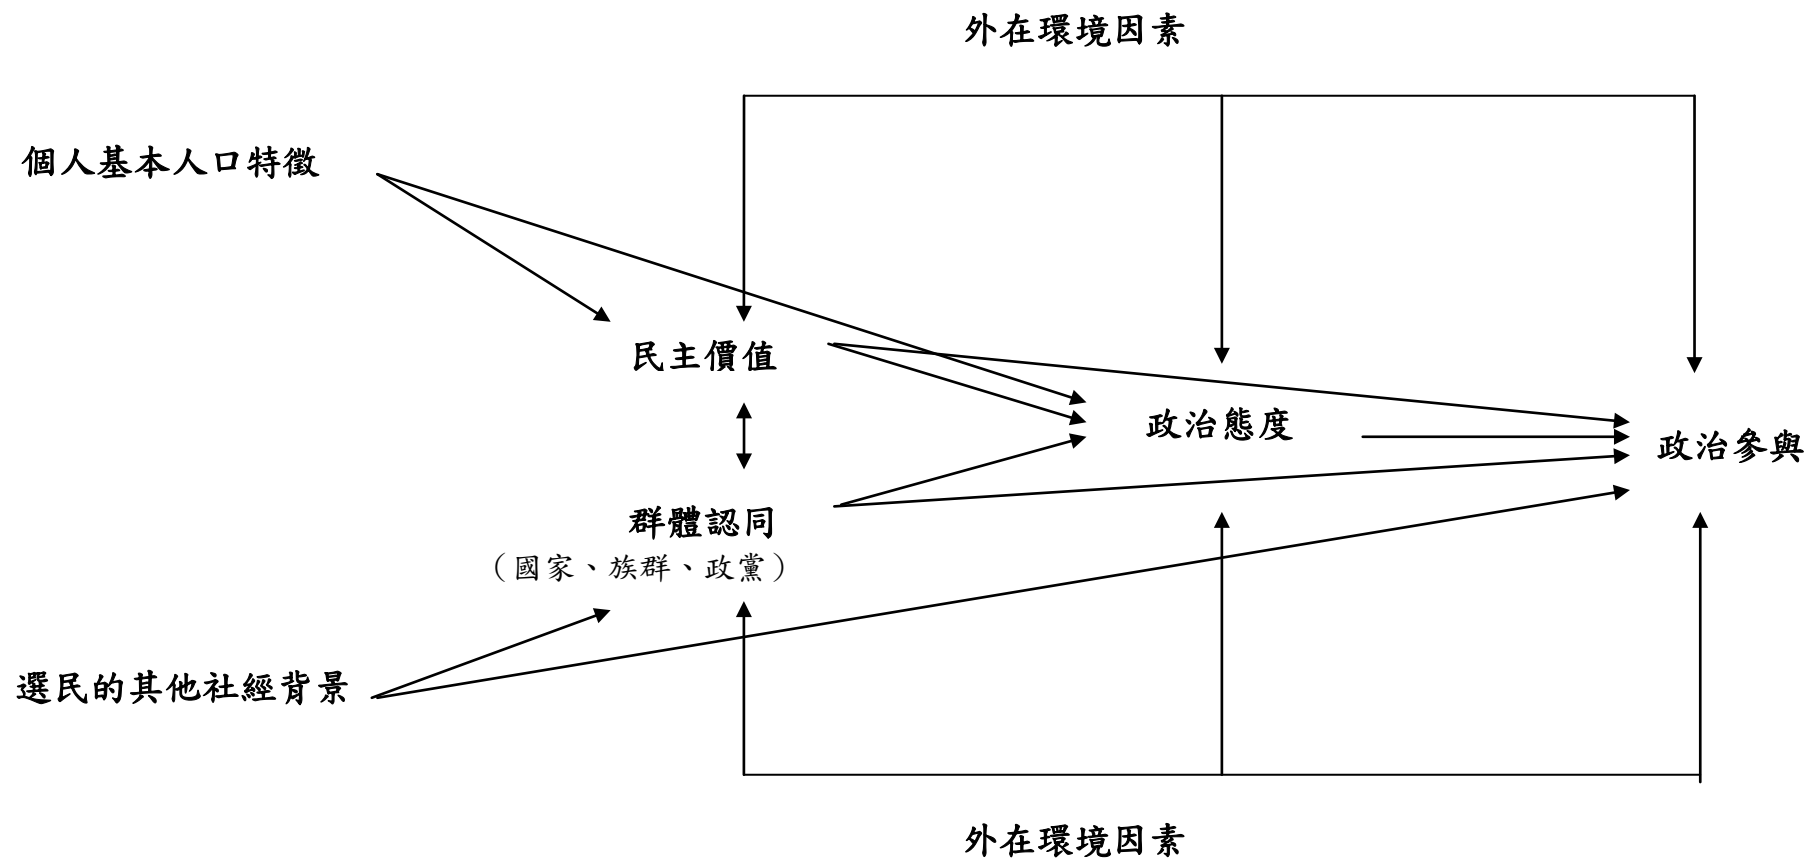 外在環境因素
個人基本人口特徵
民主價值
政治態度
政治參與
群體認同
（國家、族群、政黨）
選民的其他社經背景
外在環境因素